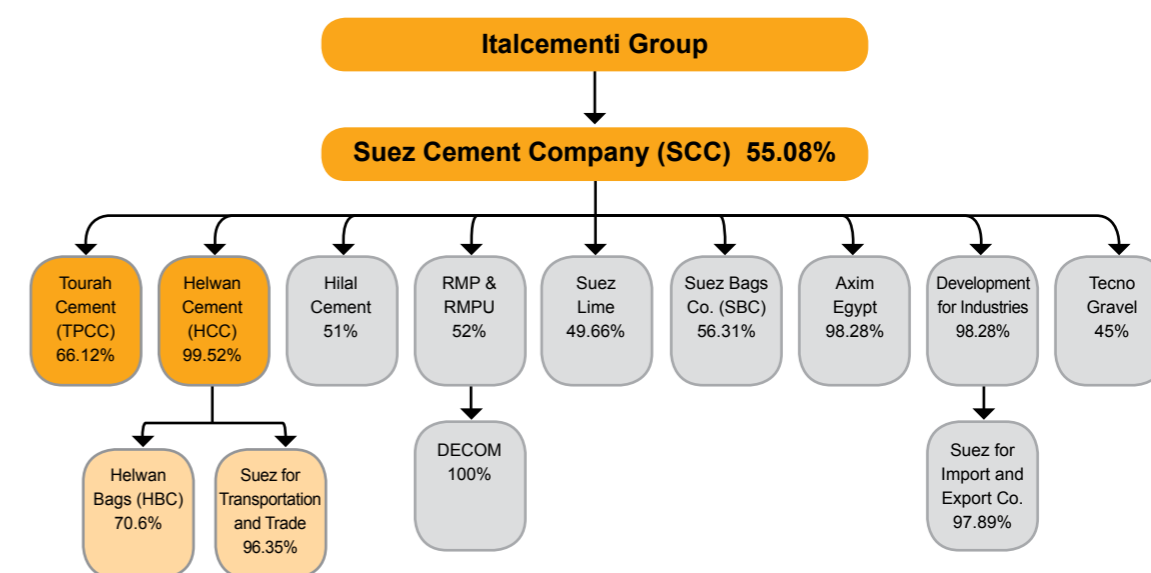 Italcementi Group
Suez Cement Company (SCC) 55.08%
Tourah
Cement
(TPCC)
66.12%
Helwan
Cement
(HCC)
99.52%
Hilal
Cement
51%
RMP &
RMPU
52%
Suez
Lime
49.66%
Suez Bags
Co. (SBC)
56.31%
Axim
Egypt
98.28%
Development
for Industries
98.28%
Tecno
Gravel
45%
Helwan
Bags (HBC)
70.6%
Suez for
Transportation
and Trade
96.35%
DECOM
100%
Suez for
Import and
Export Co.
97.89%